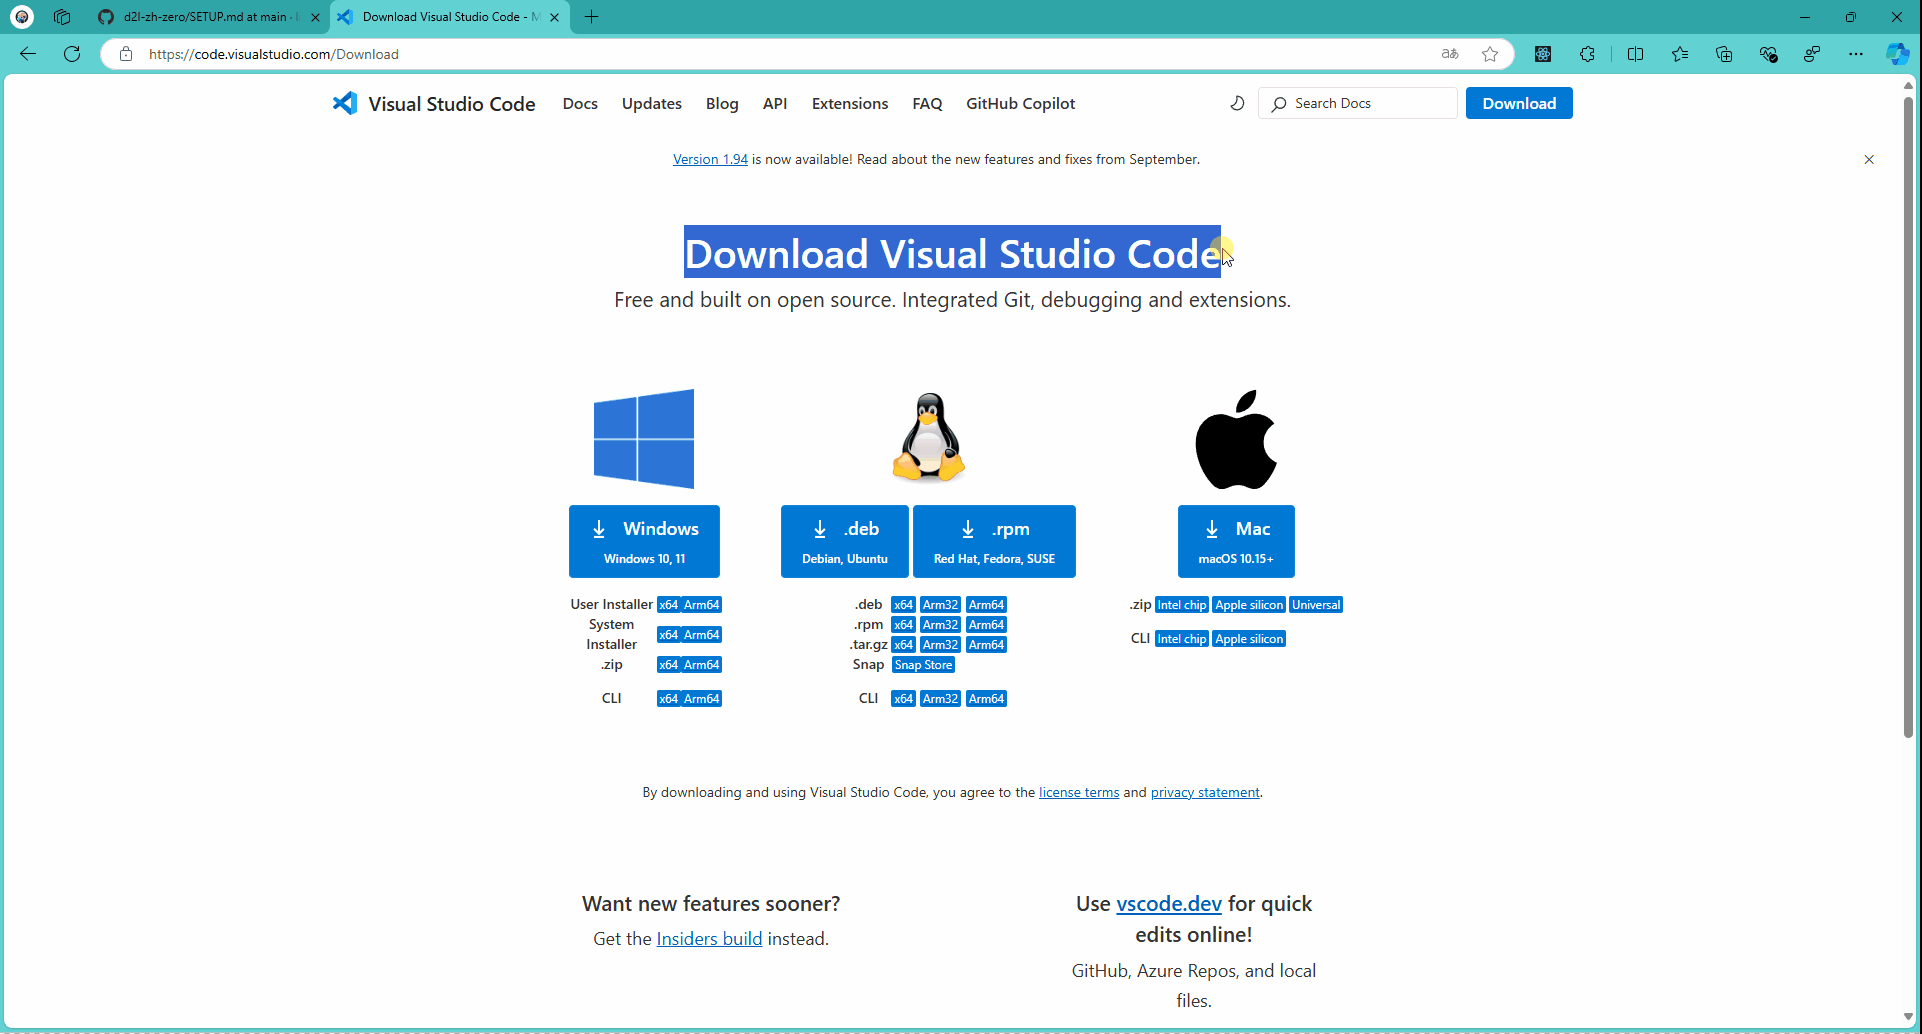 d2l-zh-zero/SETUP.md at main ·
Download Visual Studio Code -
https://code.visualstudio.com/Download
aあ
Visual Studio Code
Docs
Updates
Blog
API
Extensions
FAQ
GitHub Copilot
Search Docs
Download
Version 1.94 is now available! Read about the new features and fixes from September.
Download Visual Studio Code
Free and built on open source. Integrated Git, debugging and extensions.
Windows
Windows 10, 11
.deb
Debian, Ubuntu
.rpm
Red Hat, Fedora, SUSE
Mac
macOS 10.15+
User Installer x64 Arm64
System
Installer
x64 Arm64
.zip x64 Arm64
CLI x64 Arm64
.deb x64 Arm32 Arm64
.rpm x64 Arm32 Arm64
.tar.gz x64 Arm32 Arm64
Snap Snap Store
CLI x64 Arm32 Arm64
.zip Intel chip Apple silicon Universal
CLI Intel chip Apple silicon
By downloading and using Visual Studio Code, you agree to the license terms and privacy statement.
Want new features sooner?
Get the Insiders build instead.
Use vscode.dev for quick
edits online!
GitHub, Azure Repos, and local
files.